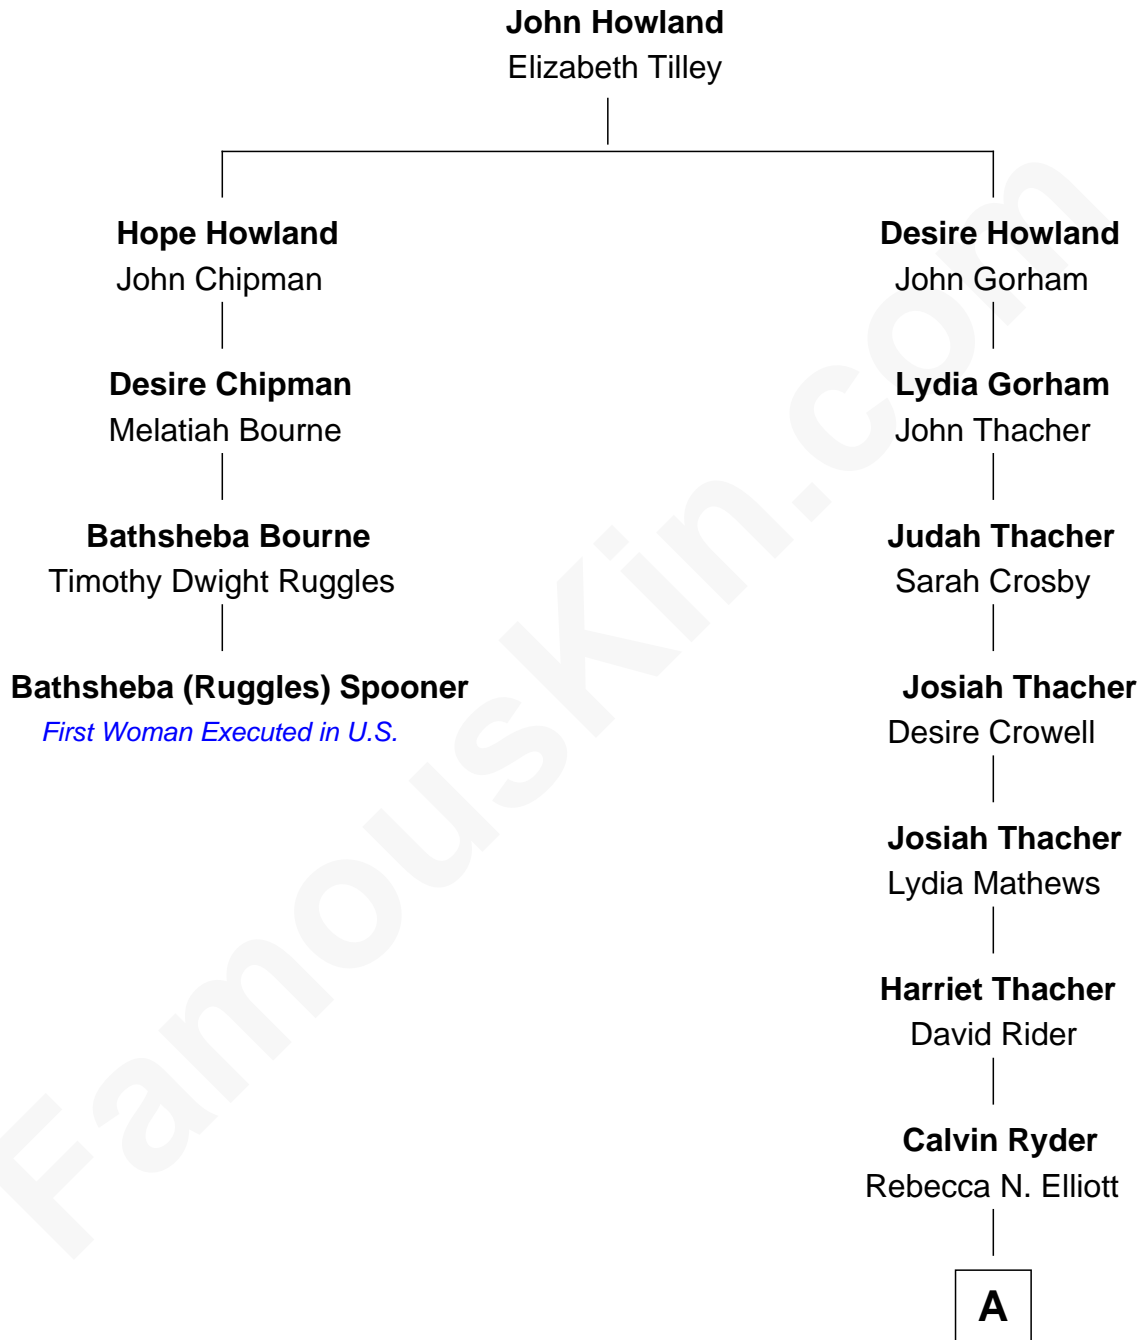 John Howland
Elizabeth Tilley
Hope Howland
John Chipman
Desire Chipman
Melatiah Bourne
Bathsheba Bourne
Timothy Dwight Ruggles
Bathsheba (Ruggles) Spooner
First Woman Executed in U.S.
Desire Howland
John Gorham
Lydia Gorham
John Thacher
Judah Thacher
Sarah Crosby
Josiah Thacher
Desire Crowell
Josiah Thacher
Lydia Mathews
Harriet Thacher
David Rider
Calvin Ryder
Rebecca N. Elliott
A
FamousKin.com